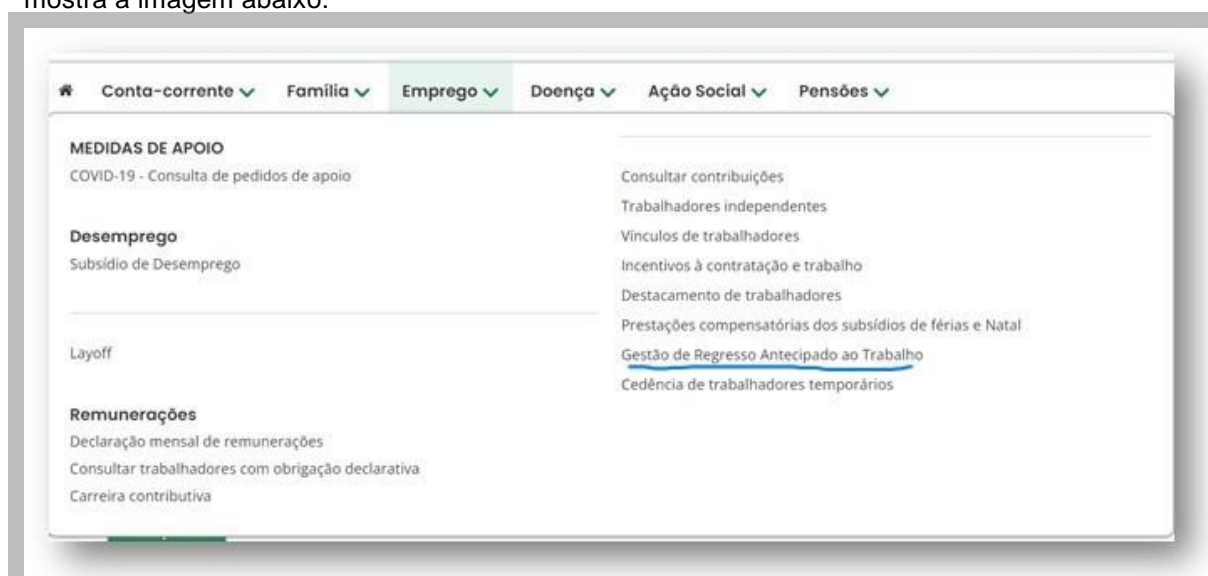 mostra a imagem abaixo:
Conta-corrente Família Emprego Doença Ação Social Pensões
MEDIDAS DE APOIO
COVID-19 - Consulta de pedidos de apoio
Desemprego
Subsídio de Desemprego
Layoff
Remunerações
Declaração mensal de remunerações
Consultar trabalhadores com obrigação declarativa
Carreira contributiva
Consultar contribuições
Trabalhadores independentes
Vínculos de trabalhadores
Incentivos à contratação e trabalho
Destacamento de trabalhadores
Prestações compensatórias dos subsídios de férias e Natal
Gestão de Regresso Antecipado ao Trabalho
Cedência de trabalhadores temporários